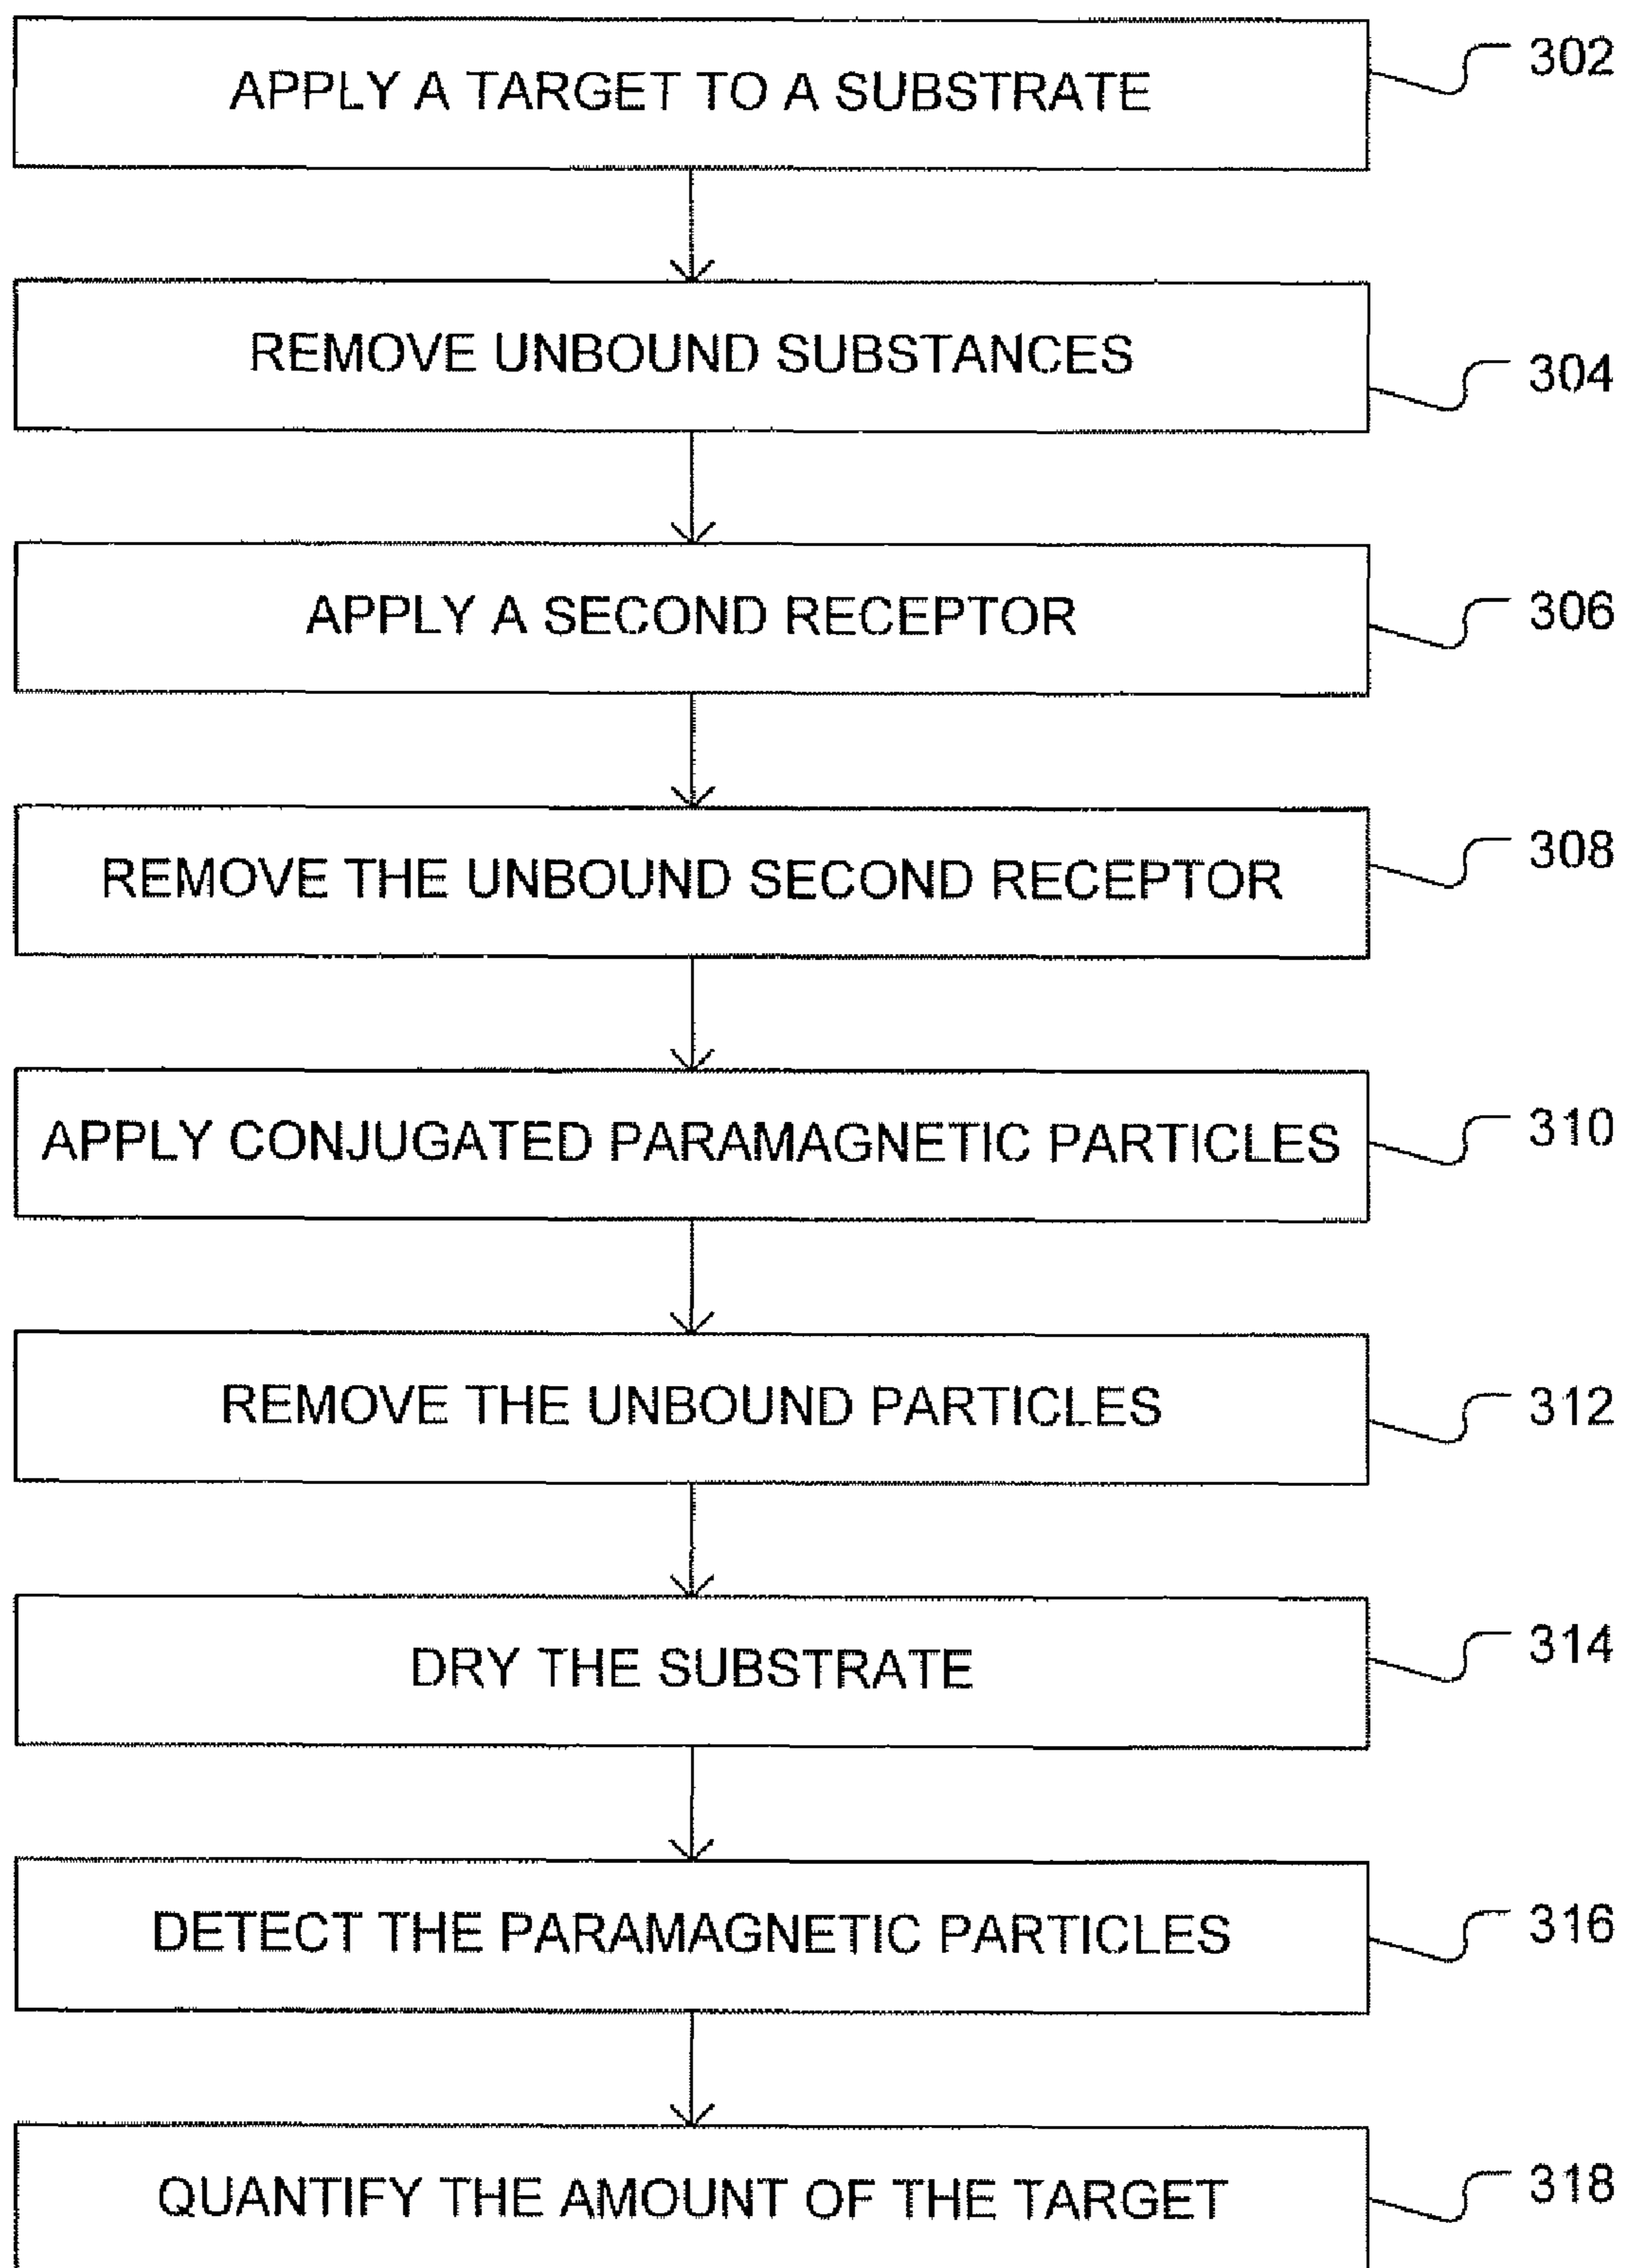 APPLY A TARGET TO A SUBSTRATE
302
REMOVE UNBOUND SUBSTANCES
304
APPLY A SECOND RECEPTOR
306
REMOVE THE UNBOUND SECOND RECEPTOR
308
APPLY CONJUGATED PARAMAGNETIC PARTICLES
310
REMOVE THE UNBOUND PARTICLES
312
DRY THE SUBSTRATE
314
DETECT THE PARAMAGNETIC PARTICLES
316
QUANTIFY THE AMOUNT OF THE TARGET
318